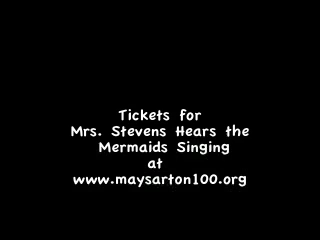 Tickets for
Mrs. Stevens Hears the
Mermaids Singing
at
www.maysarton100.org